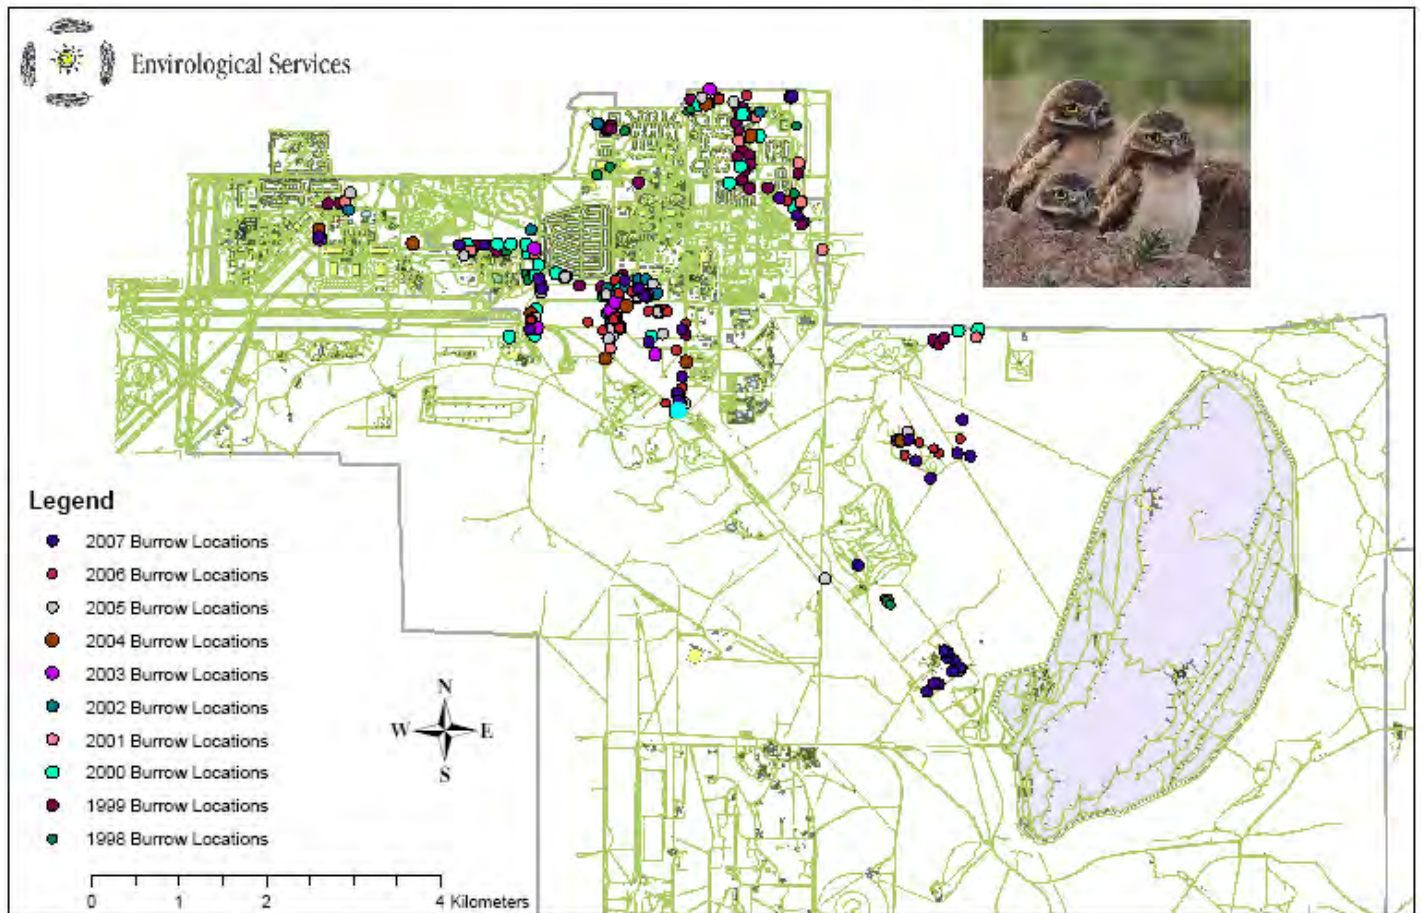 Envirological Services
Legend
2007 Burrow Locations
2006 Burrow Locations
2005 Burrow Locations
2004 Burrow Locations
2003 Burrow Locations
2002 Burrow Locations
2001 Burrow Locations
2000 Burrow Locations
1999 Burrow Locations
1998 Burrow Locations
N
W E
S
0 1 2 4 Kilometers